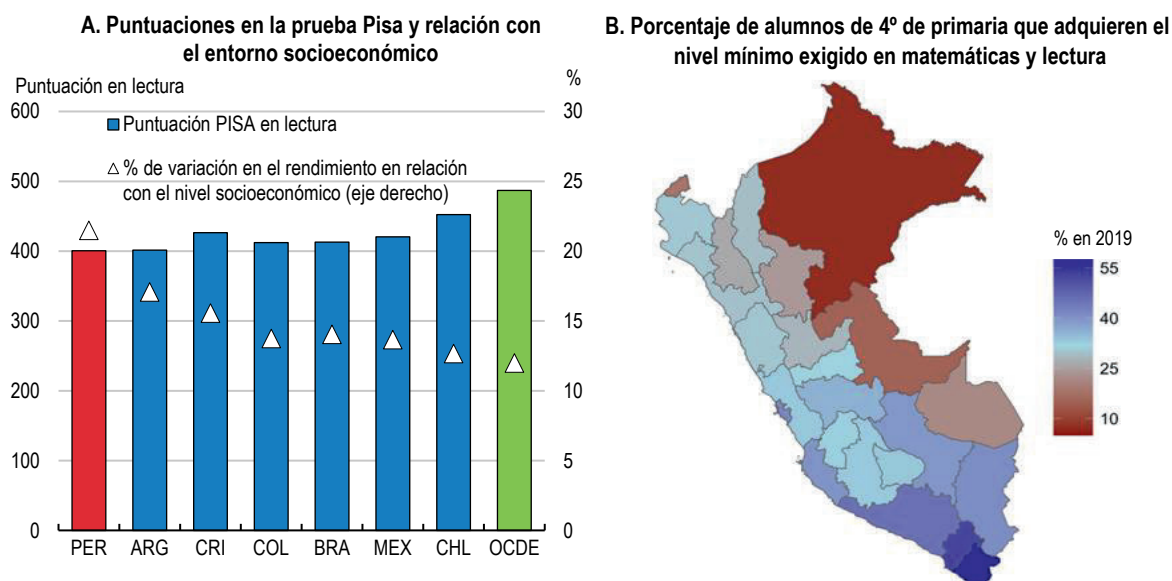 A. Puntuaciones en la prueba Pisa y relación con
el entorno socioeconómico
Puntuación en lectura
%
600
30
Puntuación PISA en lectura
% de variación en el rendimiento en relación
con el nivel socioeconómico (eje derecho)
500
25
400
20
300
15
200
10
100
5
0
0
PER ARG CRI COL BRA MEX CHL OCDE
B. Porcentaje de alumnos de 4º de primaria que adquieren el
nivel mínimo exigido en matemáticas y lectura
% en 2019
55
40
25
10